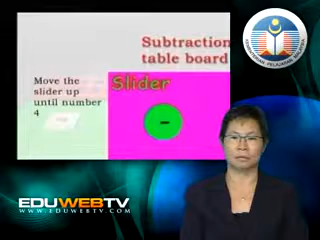 Subtraction
table board
Move the
slider up
until number
4
Slider
EDUWEBTV
WWW.EDUWEBTV.COM